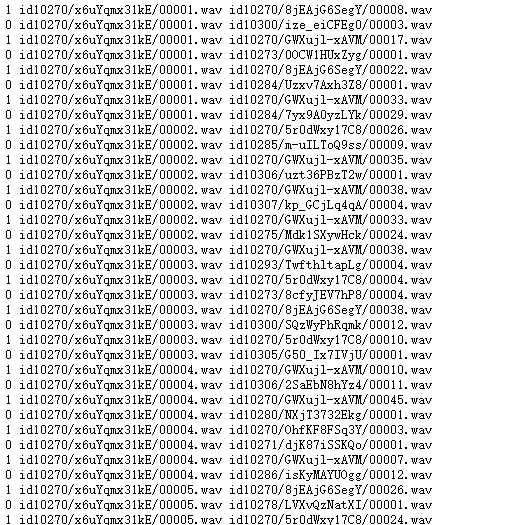 1 id10270/x6uYqmx31kE/00001.wav id10270/8jEAjG6SegY/00008.wav
0 id10270/x6uYqmx31kE/00001.wav id10300/ize_eiCFEg0/00003.wav
1 id10270/x6uYqmx31kE/00001.wav id10270/GWXujl-xAVM/00017.wav
0 id10270/x6uYqmx31kE/00001.wav id10273/0OCW1HUxZyg/00001.wav
1 id10270/x6uYqmx31kE/00001.wav id10270/8jEAjG6SegY/00022.wav
0 id10270/x6uYqmx31kE/00001.wav id10284/Uzxv7Axh3Z8/00001.wav
1 id10270/x6uYqmx31kE/00001.wav id10270/GWXujl-xAVM/00033.wav
0 id10270/x6uYqmx31kE/00001.wav id10284/7yx9A0yzLYk/00029.wav
1 id10270/x6uYqmx31kE/00002.wav id10270/5r0dWxy17C8/00026.wav
0 id10270/x6uYqmx31kE/00002.wav id10285/m-uILToQ9ss/00009.wav
1 id10270/x6uYqmx31kE/00002.wav id10270/GWXujl-xAVM/00035.wav
0 id10270/x6uYqmx31kE/00002.wav id10306/uzt36PBzT2w/00001.wav
1 id10270/x6uYqmx31kE/00002.wav id10270/GWXujl-xAVM/00038.wav
0 id10270/x6uYqmx31kE/00002.wav id10307/kp_GCjLq4qA/00004.wav
1 id10270/x6uYqmx31kE/00002.wav id10270/GWXujl-xAVM/00033.wav
0 id10270/x6uYqmx31kE/00002.wav id10275/Mdk1SXywHck/00024.wav
1 id10270/x6uYqmx31kE/00003.wav id10270/GWXujl-xAVM/00038.wav
0 id10270/x6uYqmx31kE/00003.wav id10293/TwfthltapLg/00004.wav
1 id10270/x6uYqmx31kE/00003.wav id10270/5r0dWxy17C8/00004.wav
0 id10270/x6uYqmx31kE/00003.wav id10273/8cfyJEV7hP8/00004.wav
1 id10270/x6uYqmx31kE/00003.wav id10270/8jEAjG6SegY/00038.wav
0 id10270/x6uYqmx31kE/00003.wav id10300/SQzWyPhRqmk/00012.wav
1 id10270/x6uYqmx31kE/00003.wav id10270/5r0dWxy17C8/00010.wav
0 id10270/x6uYqmx31kE/00003.wav id10305/G50_Ix7IVjU/00001.wav
1 id10270/x6uYqmx31kE/00004.wav id10270/GWXujl-xAVM/00010.wav
0 id10270/x6uYqmx31kE/00004.wav id10306/2SaEbN8hYz4/00011.wav
1 id10270/x6uYqmx31kE/00004.wav id10270/GWXujl-xAVM/00045.wav
0 id10270/x6uYqmx31kE/00004.wav id10280/NXjT3732Ekg/00001.wav
1 id10270/x6uYqmx31kE/00004.wav id10270/OhfKF8FSq3Y/00003.wav
0 id10270/x6uYqmx31kE/00004.wav id10271/djK87iSSKQo/00001.wav
1 id10270/x6uYqmx31kE/00004.wav id10270/GWXujl-xAVM/00007.wav
0 id10270/x6uYqmx31kE/00004.wav id10286/isKyMAYUOgg/00012.wav
1 id10270/x6uYqmx31kE/00005.wav id10270/8jEAjG6SegY/00026.wav
0 id10270/x6uYqmx31kE/00005.wav id10278/LVXvQzNatXI/00001.wav
1 id10270/x6uYqmx31kE/00005.wav id10270/5r0dWxy17C8/00024.wav